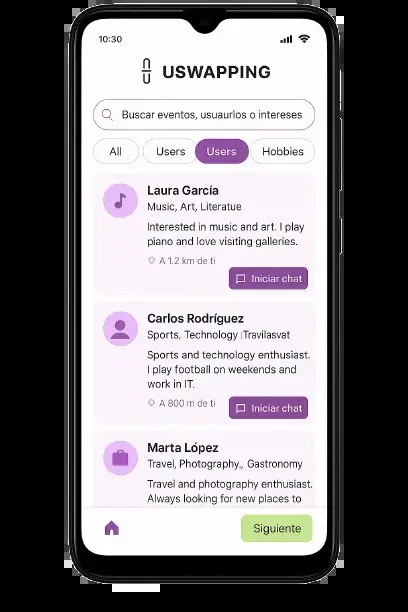 10:30
USWAPPING
Buscar eventos, usuaurios o intereses
All Users Users Hobbies
Laura García
Music, Art, Literatue
Interested in music and art. I play
piano and love visiting galleries.
A 1.2 km de ti
Iniciar chat
Carlos Rodríguez
Sports, Technology |Travilasvat
Sports and technology enthusiast.
I play football on weekends and
work in IT.
A 800 m de ti
Iniciar chat
Marta López
Travel, Photography., Gastronomy
Travel and photography enthusiast.
Always looking for new places to
Siguiente